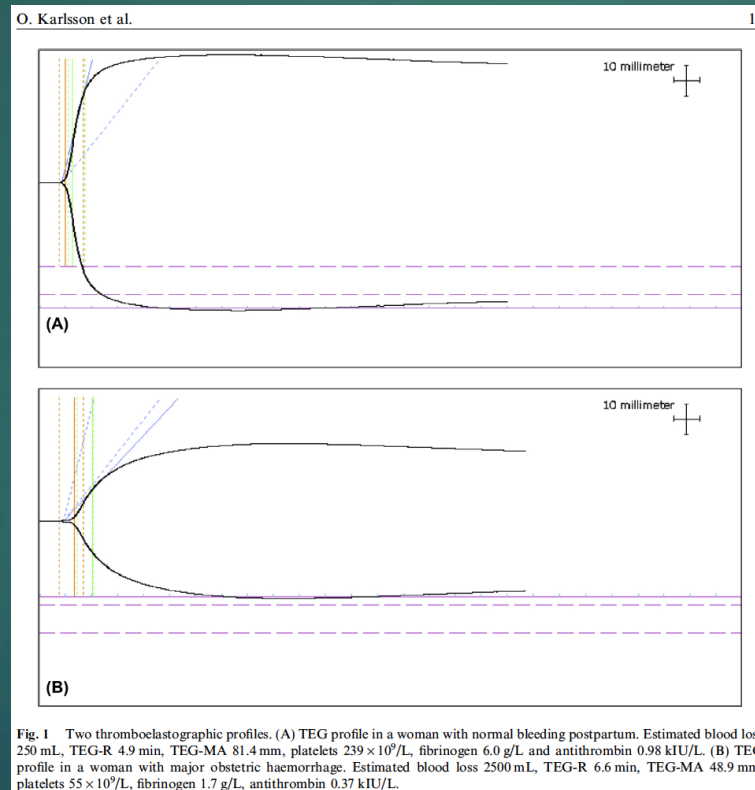 O. Karlsson et al.
1
10 millimeter
(A)
10 millimeter
(B)
Fig. 1 Two thromboelastographic profiles. (A) TEG profile in a woman with normal bleeding postpartum. Estimated blood
250 mL, TEG-R 4.9 min, TEG-MA 81.4 mm, platelets 239 × 10⁹/L, fibrinogen 6.0 g/L and antithrombin 0.98 kIU/L. (B)
profile in a woman with major obstetric haemorrhage. Estimated blood loss 2500 mL, TEG-R 6.6 min, TEG-MA 48.9
platelets 55 × 10⁹/L, fibrinogen 1.7 g/L, antithrombin 0.37 kIU/L.